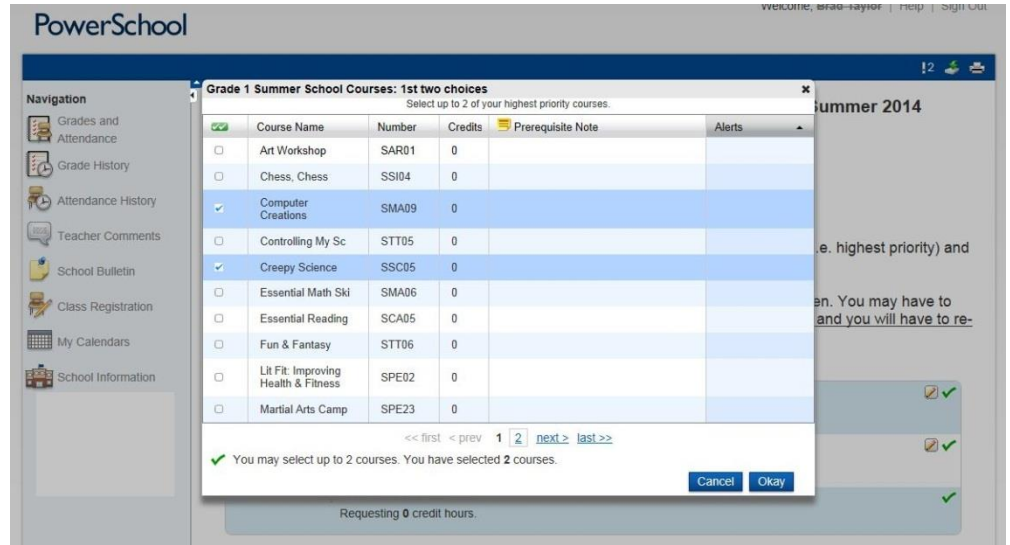 Welcome, Brad Taylor | Help | Sign Out
PowerSchool
!2
Navigation
Grades and
Attendance
Grade History
Attendance History
Teacher Comments
School Bulletin
Class Registration
My Calendars
School Information
Summer 2014
.e. highest priority) and
en. You may have to
and you will have to re-
Grade 1 Summer School Courses: 1st two choices x
Select up to 2 of your highest priority courses.
Course Name Number Credits Prerequisite Note Alerts
Art Workshop SAR01 0
Chess, Chess SSI04 0
Computer
Creations SMA09 0
Controlling My Sc STT05 0
Creepy Science SSC05 0
Essential Math Ski SMA06 0
Essential Reading SCA05 0
Fun & Fantasy STT06 0
Lit Fit: Improving
Health & Fitness SPE02 0
Martial Arts Camp SPE23 0
<< first < prev 1 2 next > last >>
You may select up to 2 courses. You have selected 2 courses.
Cancel Okay
Requesting 0 credit hours.